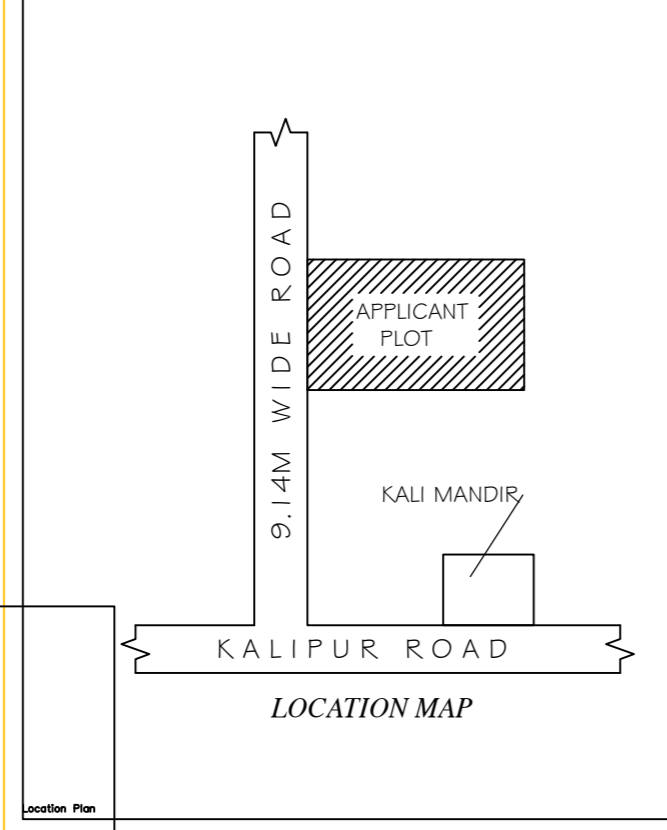 9.14M WIDE ROAD
APPLICANT
PLOT
KALI MANDIR
KALIPUR ROAD
LOCATION MAP
Location Plan